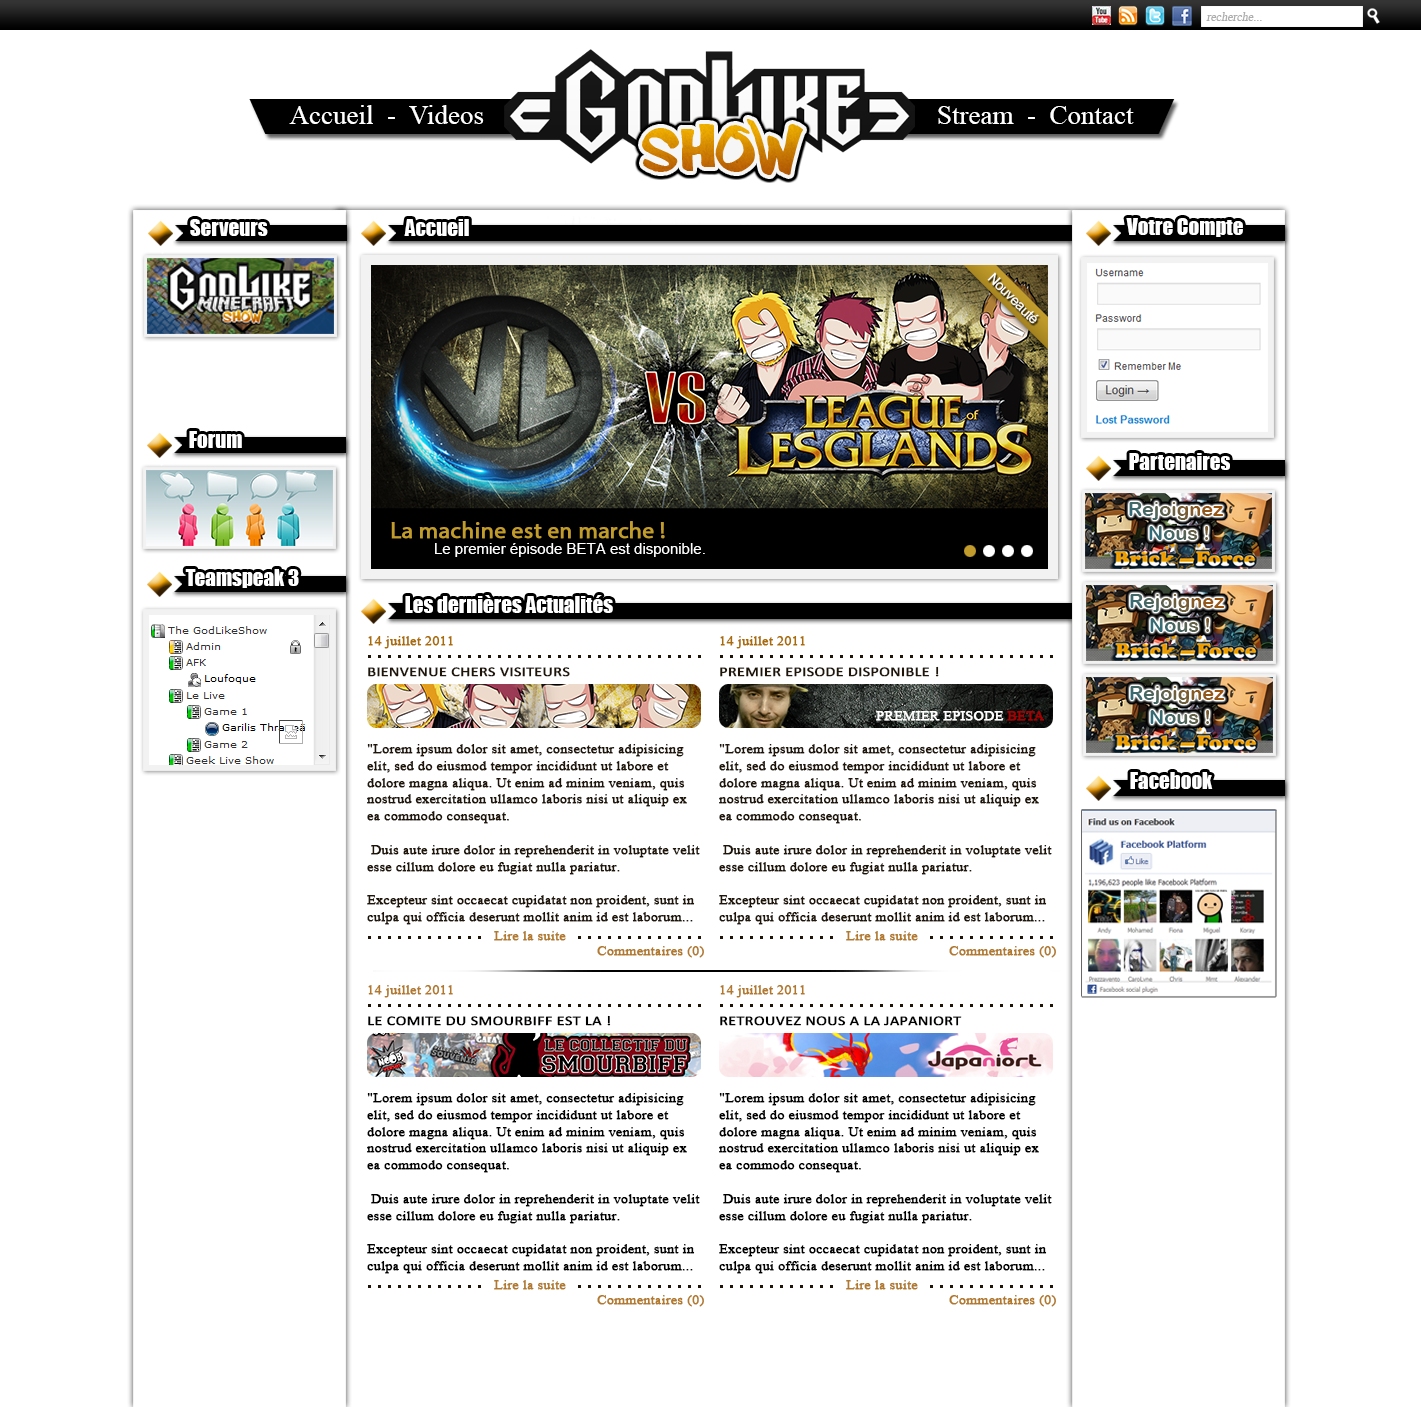 You
Tube
recherche...
Accueil - Videos
GODLIKE
SHOW
Stream - Contact
Serveurs
GODLIKE
MINECRAFT
SHOW
Forum
Teamspeak 3
The GodLikeShow
Admin
AFK
Loufoque
Le Live
Game 1
Garilis
Game 2
Geek Live Show
Accueil
Nouveauté
VL
VS
LEAGUE of
LESGLANDS
La machine est en marche !
Le premier épisode BETA est disponible.
Les dernières Actualités
14 juillet 2011
BIENVENUE CHERS VISITEURS
"Lorem ipsum dolor sit amet, consectetur adipisicing
elit, sed do eiusmod tempor incididunt ut labore et
dolore magna aliqua. Ut enim ad minim veniam, quis
nostrud exercitation ullamco laboris nisi ut aliquip ex
ea commodo consequat.
Duis aute irure dolor in reprehenderit in voluptate velit
esse cillum dolore eu fugiat nulla pariatur.
Excepteur sint occaecat cupidatat non proident, sunt in
culpa qui officia deserunt mollit anim id est laborum...
Lire la suite
Commentaires (0)
14 juillet 2011
PREMIER EPISODE DISPONIBLE !
PREMIER EPISODE BETA
"Lorem ipsum dolor sit amet, consectetur adipisicing
elit, sed do eiusmod tempor incididunt ut labore et
dolore magna aliqua. Ut enim ad minim veniam, quis
nostrud exercitation ullamco laboris nisi ut aliquip ex
ea commodo consequat.
Duis aute irure dolor in reprehenderit in voluptate velit
esse cillum dolore eu fugiat nulla pariatur.
Excepteur sint occaecat cupidatat non proident, sunt in
culpa qui officia deserunt mollit anim id est laborum...
Lire la suite
Commentaires (0)
14 juillet 2011
LE COMITE DU SMOURBIFF EST LA !
LE COLLECTIF DU
SMOURBIFF
"Lorem ipsum dolor sit amet, consectetur adipisicing
elit, sed do eiusmod tempor incididunt ut labore et
dolore magna aliqua. Ut enim ad minim veniam, quis
nostrud exercitation ullamco laboris nisi ut aliquip ex
ea commodo consequat.
Duis aute irure dolor in reprehenderit in voluptate velit
esse cillum dolore eu fugiat nulla pariatur.
Excepteur sint occaecat cupidatat non proident, sunt in
culpa qui officia deserunt mollit anim id est laborum...
Lire la suite
Commentaires (0)
14 juillet 2011
RETROUVEZ NOUS A LA JAPANIORT
Japaniort
"Lorem ipsum dolor sit amet, consectetur adipisicing
elit, sed do eiusmod tempor incididunt ut labore et
dolore magna aliqua. Ut enim ad minim veniam, quis
nostrud exercitation ullamco laboris nisi ut aliquip ex
ea commodo consequat.
Duis aute irure dolor in reprehenderit in voluptate velit
esse cillum dolore eu fugiat nulla pariatur.
Excepteur sint occaecat cupidatat non proident, sunt in
culpa qui officia deserunt mollit anim id est laborum...
Lire la suite
Commentaires (0)
Votre Compte
Username
Password
Remember Me
Login →
Lost Password
Partenaires
Rejoignez
Nous !
Brick-Force
Rejoignez
Nous !
Brick-Force
Rejoignez
Nous !
Brick-Force
Facebook
Find us on Facebook
Facebook Platform
Like
1,196,623 people like Facebook Platform
Andy Mohamed Fiona Miguel Koray
Prezzavento Carolyne Chris Mmt Alexander
Facebook social plugin